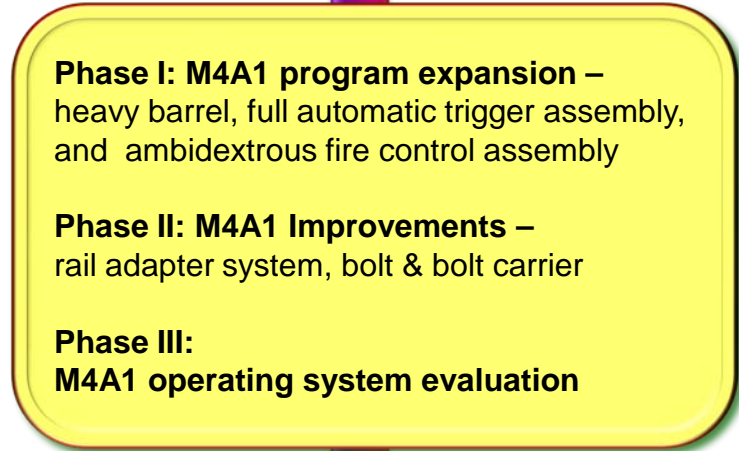 Phase I: M4A1 program expansion –
heavy barrel, full automatic trigger assembly,
and  ambidextrous fire control assembly
Phase II: M4A1 Improvements –
rail adapter system, bolt & bolt carrier
Phase III:
M4A1 operating system evaluation